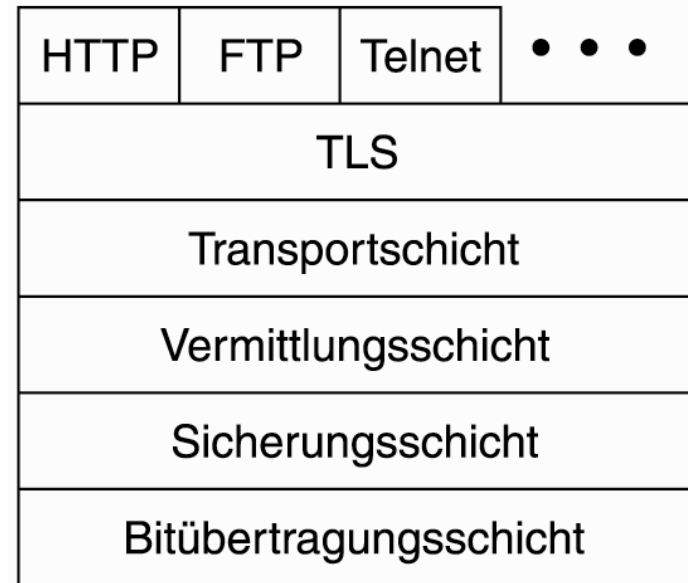 HTTP FTP Telnet • • •
TLS
Transportschicht
Vermittlungsschicht
Sicherungsschicht
Bitübertragungsschicht